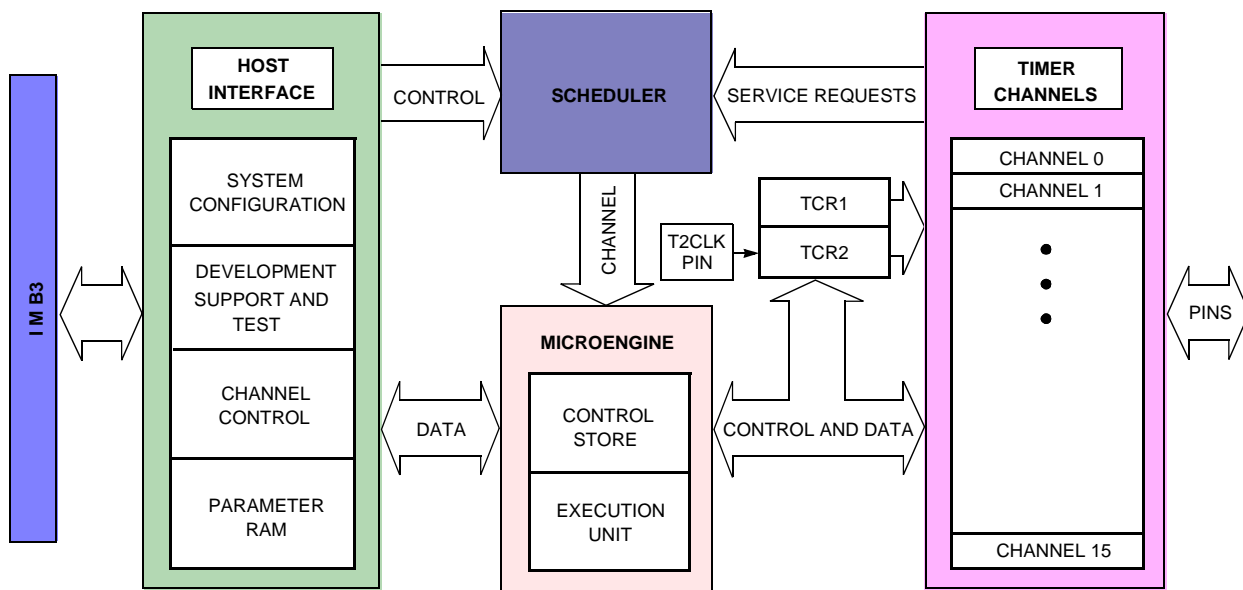 I M B3
HOST
INTERFACE
SYSTEM
CONFIGURATION
DEVELOPMENT
SUPPORT AND
TEST
CHANNEL
CONTROL
PARAMETER
RAM
CONTROL
DATA
SCHEDULER
CHANNEL
MICROENGINE
CONTROL
STORE
EXECUTION
UNIT
SERVICE REQUESTS
T2CLK
PIN
TCR1
TCR2
CONTROL AND DATA
TIMER
CHANNELS
CHANNEL 0
CHANNEL 1
CHANNEL 15
PINS